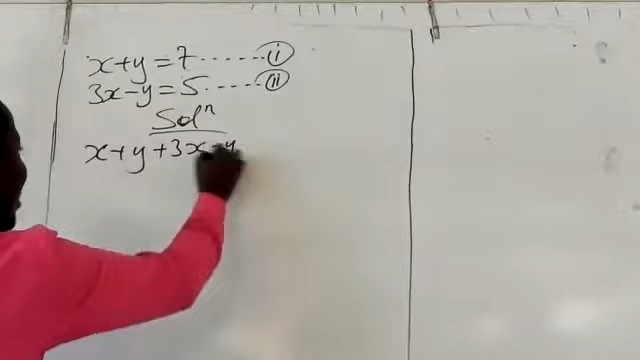 x+y=7......(i)
3x-y=5.....(ii)
Solⁿ
x+y+3x-y